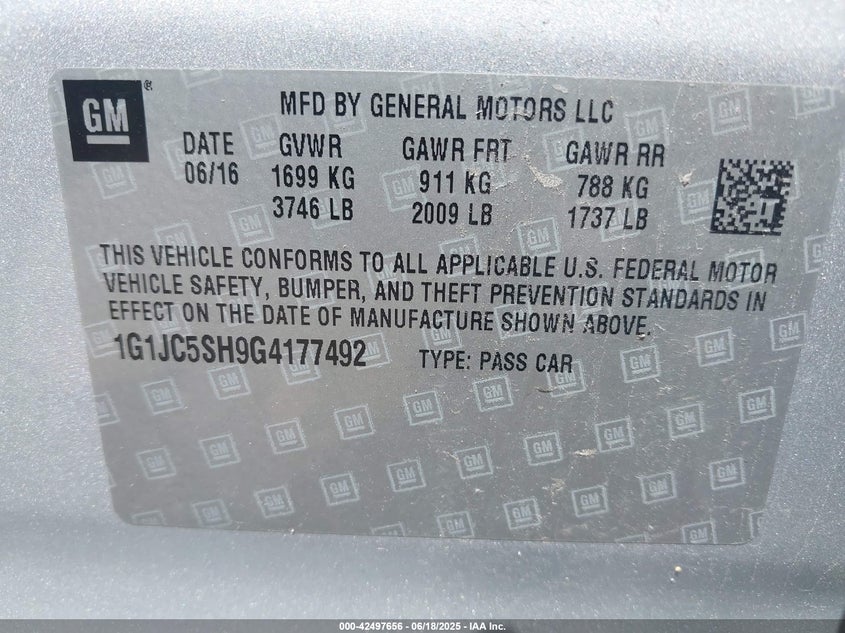 GM
MFD BY GENERAL MOTORS LLC
DATE GVWR GAWR FRT GAWR RR
06/16 1699 KG 911 KG 788 KG
3746 LB 2009 LB 1737 LB
THIS VEHICLE CONFORMS TO ALL APPLICABLE U.S. FEDERAL MOTOR
VEHICLE SAFETY, BUMPER, AND THEFT PREVENTION STANDARDS IN
EFFECT ON THE DATE OF MANUFACTURE SHOWN ABOVE.
1G1JC5SH9G4177492 TYPE: PASS CAR
000-42497656 - 06/18/2025 - IAA Inc.